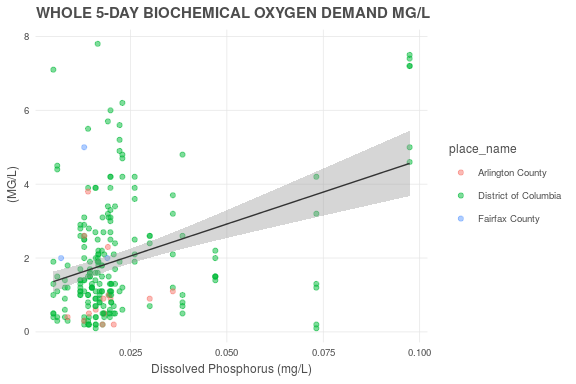 WHOLE 5-DAY BIOCHEMICAL OXYGEN DEMAND MG/L
8
6
4
2
0
(MG/L)
0.025 0.050 0.075 0.100
Dissolved Phosphorus (mg/L)
place_name
Arlington County
District of Columbia
Fairfax County